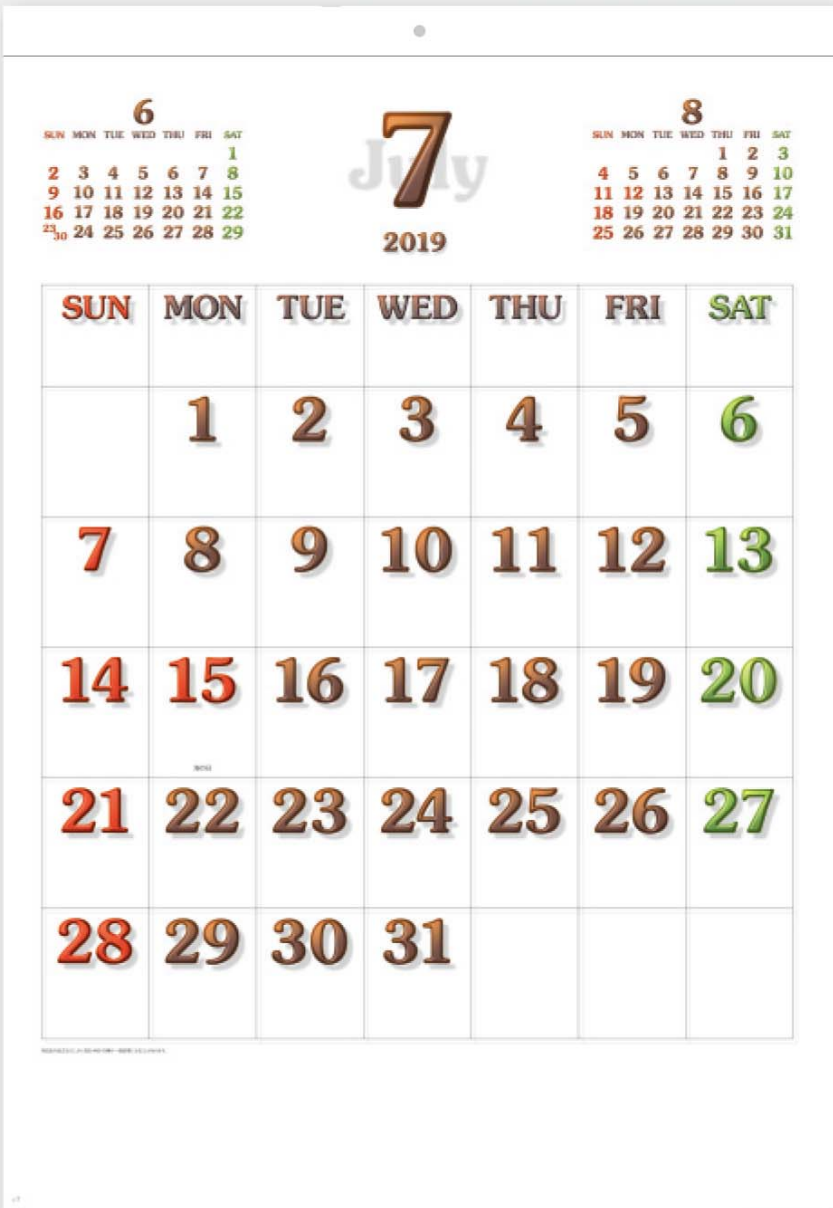 6
SUN MON TUE WED THU FRI SAT
1
2 3 4 5 6 7 8
9 10 11 12 13 14 15
16 17 18 19 20 21 22
23/30 24 25 26 27 28 29
July
7
2019
8
SUN MON TUE WED THU FRI SAT
1 2 3
4 5 6 7 8 9 10
11 12 13 14 15 16 17
18 19 20 21 22 23 24
25 26 27 28 29 30 31
SUN MON TUE WED THU FRI SAT
1 2 3 4 5 6
7 8 9 10 11 12 13
14 15 16 17 18 19 20
21 22 23 24 25 26 27
28 29 30 31